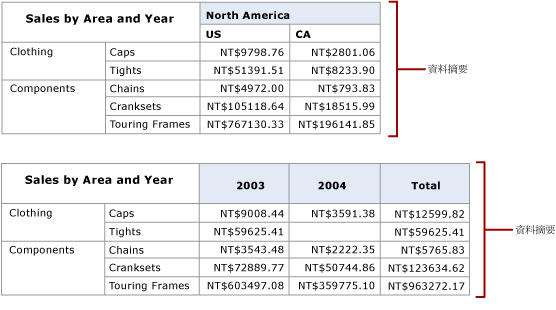 Sales by Area and Year North America
US CA
Clothing Caps NT$9798.76 NT$2801.06
Tights NT$51391.51 NT$8233.90
Components Chains NT$4972.00 NT$793.83
Cranksets NT$105118.64 NT$18515.99
Touring Frames NT$767130.33 NT$196141.85
資料摘要
Sales by Area and Year 2003 2004 Total
Clothing Caps NT$9008.44 NT$3591.38 NT$12599.82
Tights NT$59625.41 NT$59625.41
Components Chains NT$3543.48 NT$2222.35 NT$5765.83
Cranksets NT$72889.77 NT$50744.86 NT$123634.62
Touring Frames NT$603497.08 NT$359775.10 NT$963272.17
資料摘要